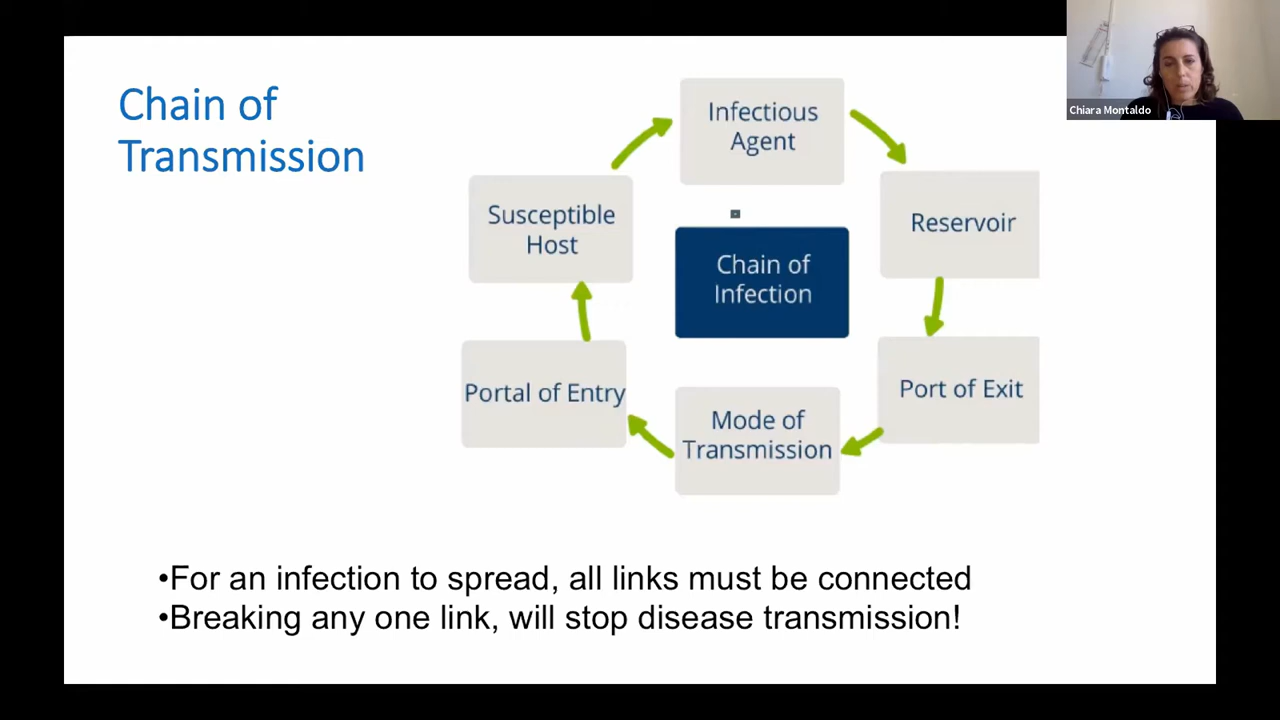 Chain of
Transmission
Chiara Montaldo
Infectious
Agent
Reservoir
Port of Exit
Mode of
Transmission
Portal of Entry
Susceptible
Host
Chain of
Infection
•For an infection to spread, all links must be connected
•Breaking any one link, will stop disease transmission!